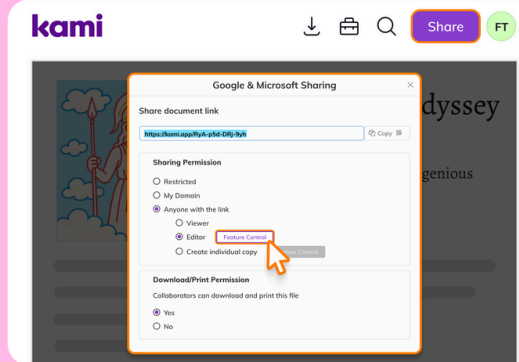 kami
Share
FT
Google & Microsoft Sharing
Share document link
https://kami.app/RyA-p5d-DRj-9yh
Copy
Sharing Permission
Restricted
My Domain
Anyone with the link
Viewer
Editor
Feature Control
Create individual copy
Control
Download/Print Permission
Collaborators can download and print this file
Yes
No
dyssey
genious